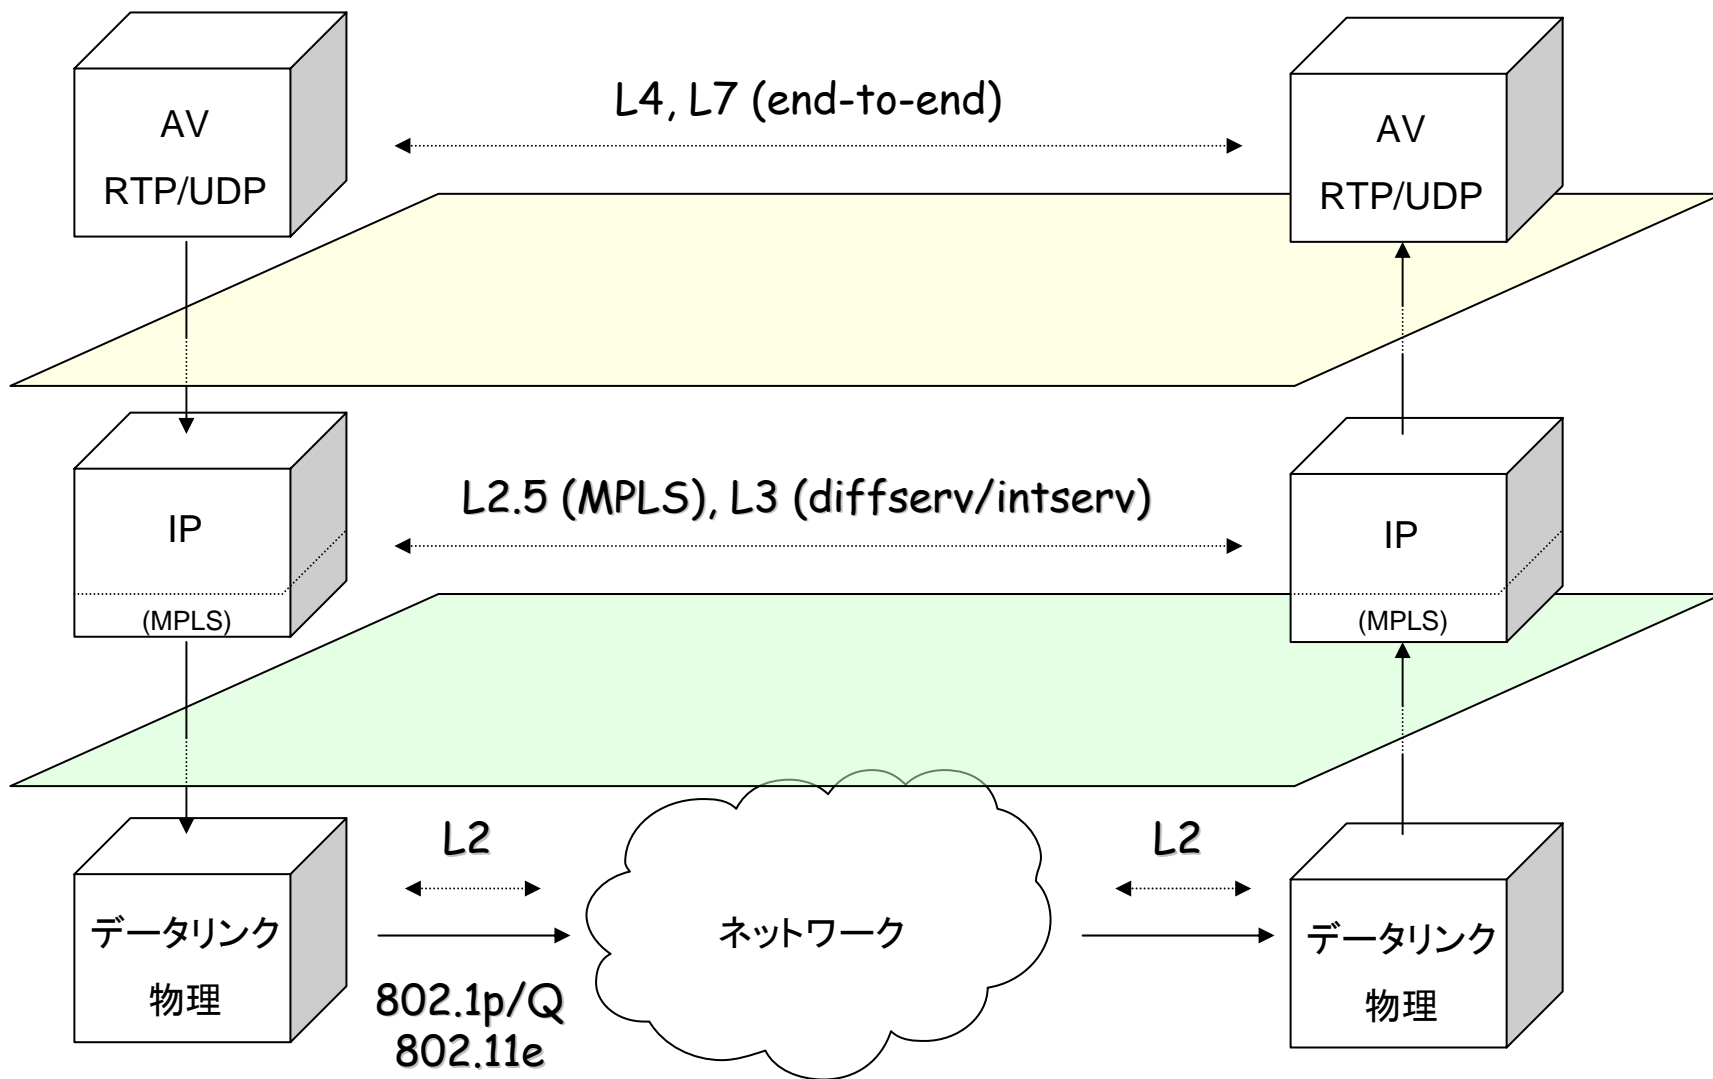 L4, L7 (end-to-end)
AV
RTP/UDP
AV
RTP/UDP
L2.5 (MPLS), L3 (diffserv/intserv)
IP
(MPLS)
IP
(MPLS)
L2
L2
データリンク
物理
ネットワーク
データリンク
物理
802.1p/Q
802.11e